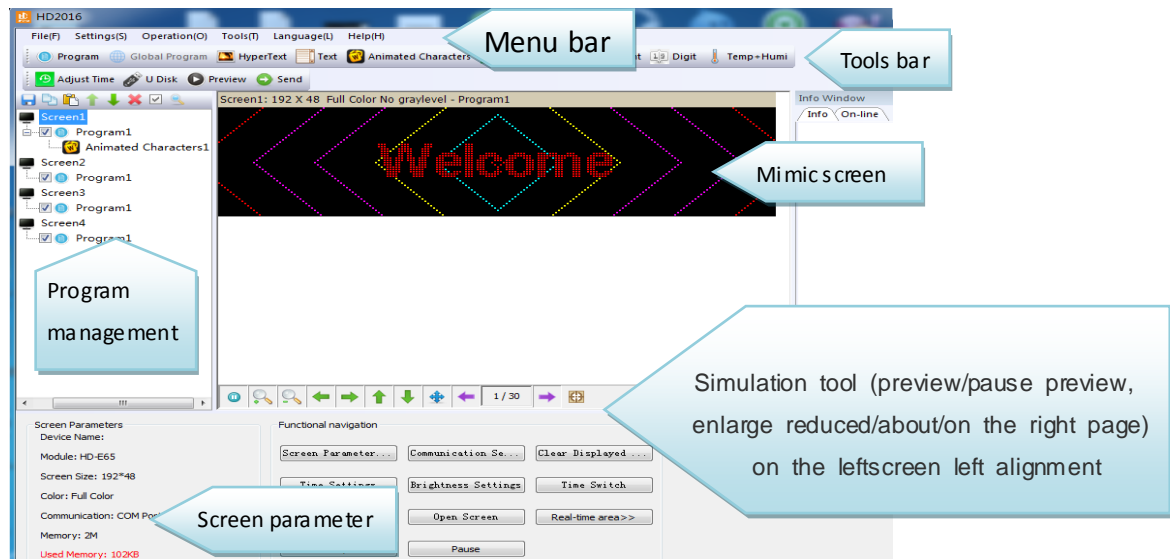 HD2016
File(F) Settings(S) Operation(O) Tools(T) Language(L) Help(H)
Menu bar
Program Global Program HyperText Text Animated Characters t Digit Temp+Humi
Tools bar
Adjust Time U Disk Preview Send
Screen1: 192 X 48 Full Color No graylevel - Program1
Info Window
Info On-line
Screen1
Program1
Animated Characters1
Screen2
Program1
Screen3
Program1
Screen4
Program1
Welcome
Mimic screen
Program
management
1/30
Simulation tool (preview/pause preview,
enlarge reduced/about/on the right page)
on the leftscreen left alignment
Screen Parameters
Device Name:
Module: HD-E65
Screen Size: 192*48
Color: Full Color
Communication: COM
Memory: 2M
Used Memory: 102KB
Screen parameter
Functional navigation
Screen Parameter... Communication Se... Clear Displayed ...
Time Settings Brightness Settings Time Switch
Open Screen Real-time area>>
Pause